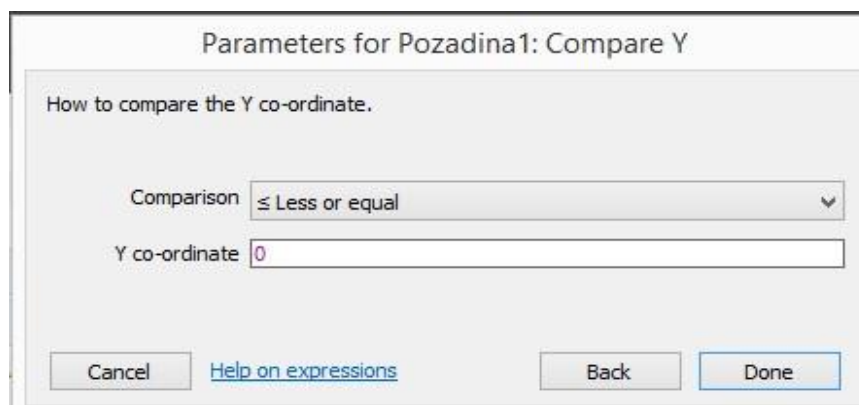 Parameters for Pozadina1: Compare Y
How to compare the Y co-ordinate.
Comparison ≤ Less or equal
Y co-ordinate 0
Cancel Help on expressions Back Done